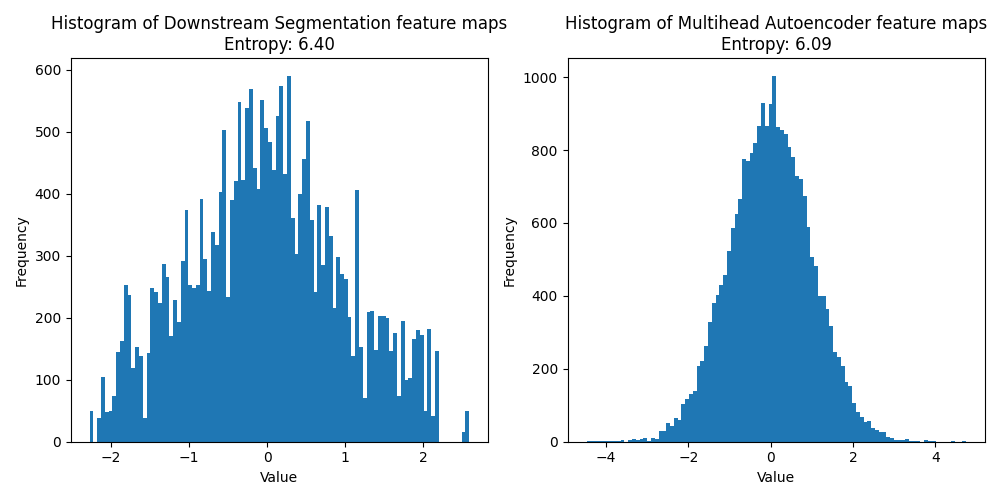 Histogram of Downstream Segmentation feature maps
Entropy: 6.40
600
500
400
300
200
100
0
Frequency
−2
−1
0
1
2
Value
Histogram of Multihead Autoencoder feature maps
Entropy: 6.09
1000
800
600
400
200
0
Frequency
−4
−2
0
2
4
Value